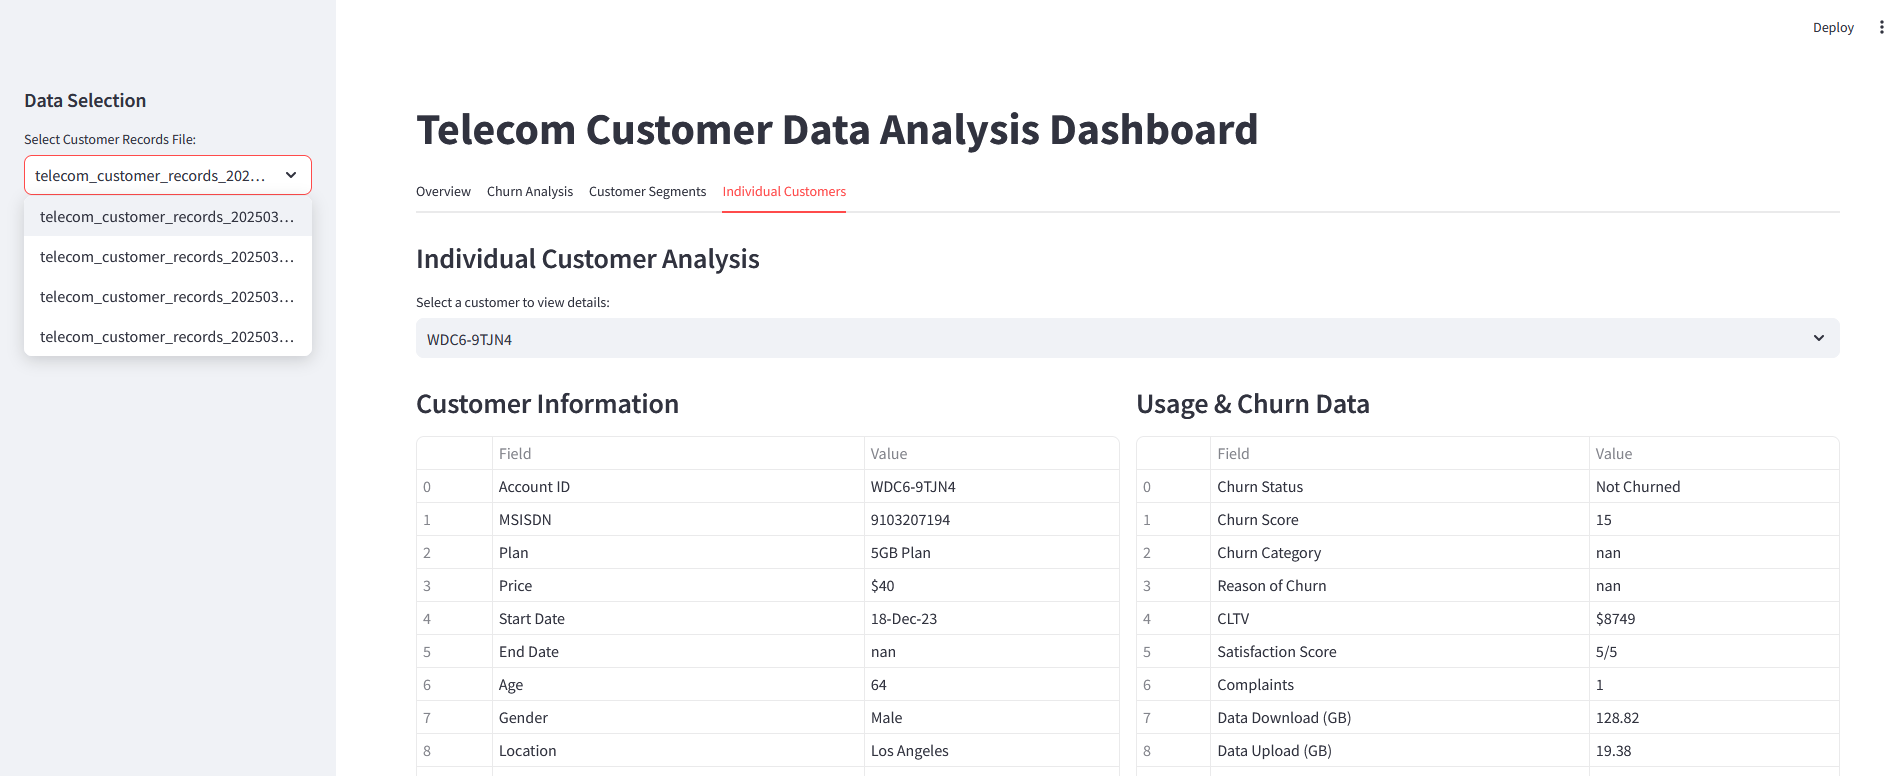 Deploy
Data Selection
Select Customer Records File:
telecom_customer_records_202...
telecom_customer_records_202503...
telecom_customer_records_202503...
telecom_customer_records_202503...
telecom_customer_records_202503...
Telecom Customer Data Analysis Dashboard
Overview Churn Analysis Customer Segments Individual Customers
Individual Customer Analysis
Select a customer to view details:
WDC6-9TJN4
Customer Information
Field Value
0 Account ID WDC6-9TJN4
1 MSISDN 9103207194
2 Plan 5GB Plan
3 Price $40
4 Start Date 18-Dec-23
5 End Date nan
6 Age 64
7 Gender Male
8 Location Los Angeles
Usage & Churn Data
Field Value
0 Churn Status Not Churned
1 Churn Score 15
2 Churn Category nan
3 Reason of Churn nan
4 CLTV $8749
5 Satisfaction Score 5/5
6 Complaints 1
7 Data Download (GB) 128.82
8 Data Upload (GB) 19.38